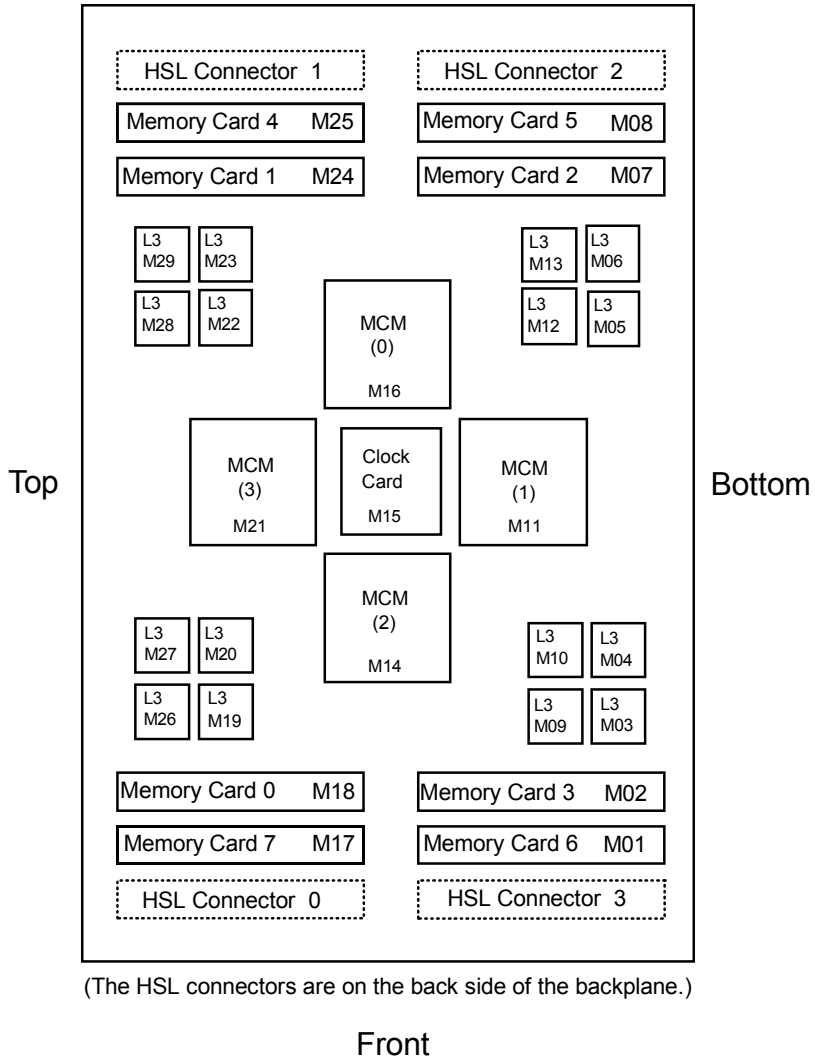 HSL Connector 1
HSL Connector 2
Memory Card 4 M25
Memory Card 5 M08
Memory Card 1 M24
Memory Card 2 M07
L3
M29
L3
M23
L3
M13
L3
M06
L3
M28
L3
M22
L3
M12
L3
M05
MCM
(0)
M16
Top
MCM
(3)
M21
Clock
Card
M15
MCM
(1)
M11
Bottom
MCM
(2)
M14
L3
M27
L3
M20
L3
M10
L3
M04
L3
M26
L3
M19
L3
M09
L3
M03
Memory Card 0 M18
Memory Card 3 M02
Memory Card 7 M17
Memory Card 6 M01
HSL Connector 0
HSL Connector 3
(The HSL connectors are on the back side of the backplane.)
Front